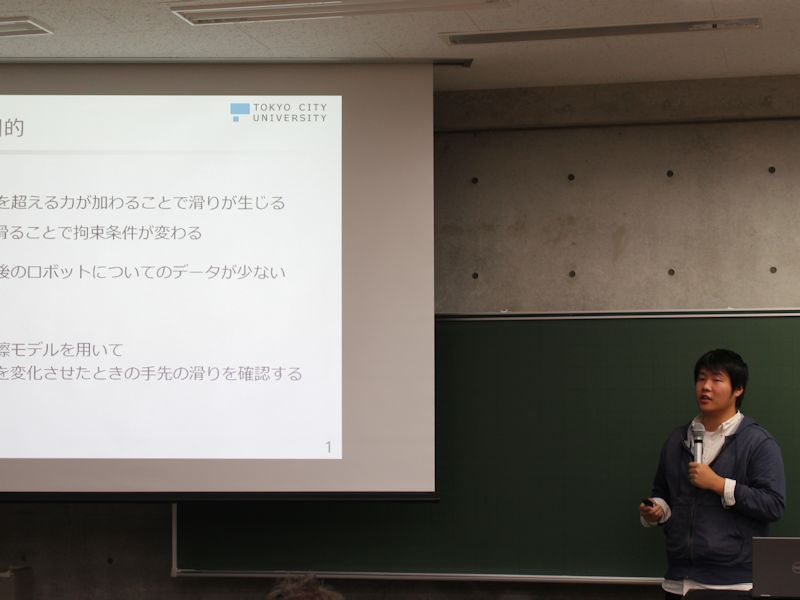 的
TOKYO CITY
UNIVERSITY
を超える力が加わることで滑りが生じる
滑ることで拘束条件が変わる
後のロボットについてのデータが少ない
擦モデルを用いて
を変化させたときの手先の滑りを確認する
1